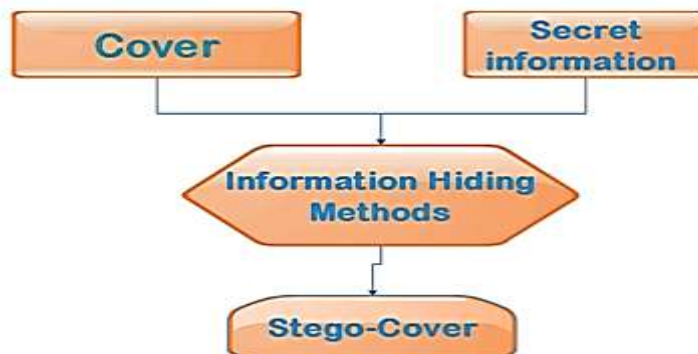 Cover
Secret
information
Information Hiding
Methods
Stego-Cover